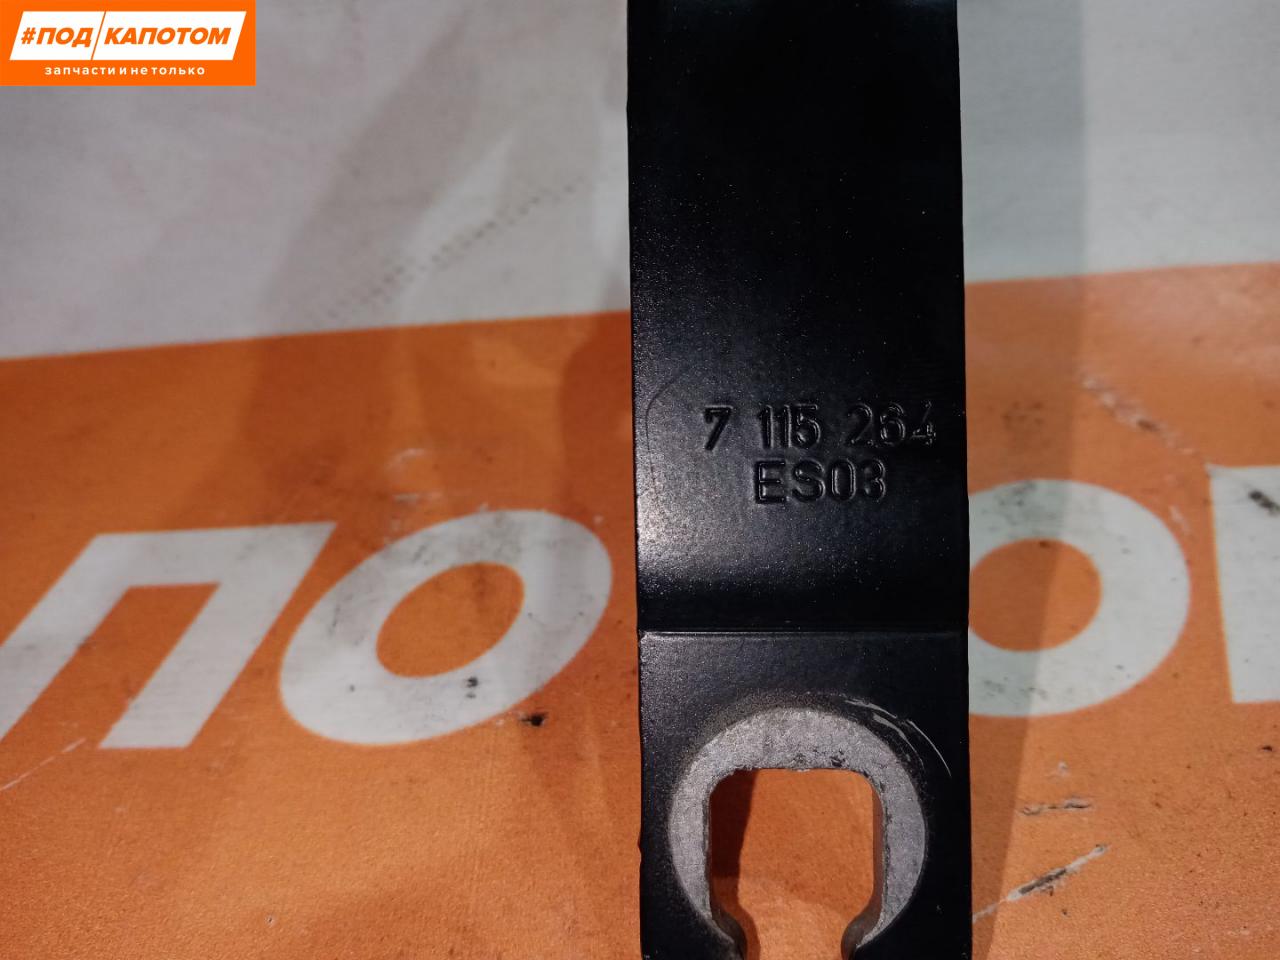 #ПОД КАПОТОМ
запчасти и не только
7 115 264
ES03
ПО